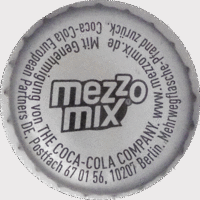 mezzo
mix®
Mit Genehmigung von THE COCA-COLA COMPANY. www.mezzomix.de
Coca-Cola European Partners DE, Postfach 67 01 56, 10207 Berlin. Mehrwegflasche-Pfand zurück.